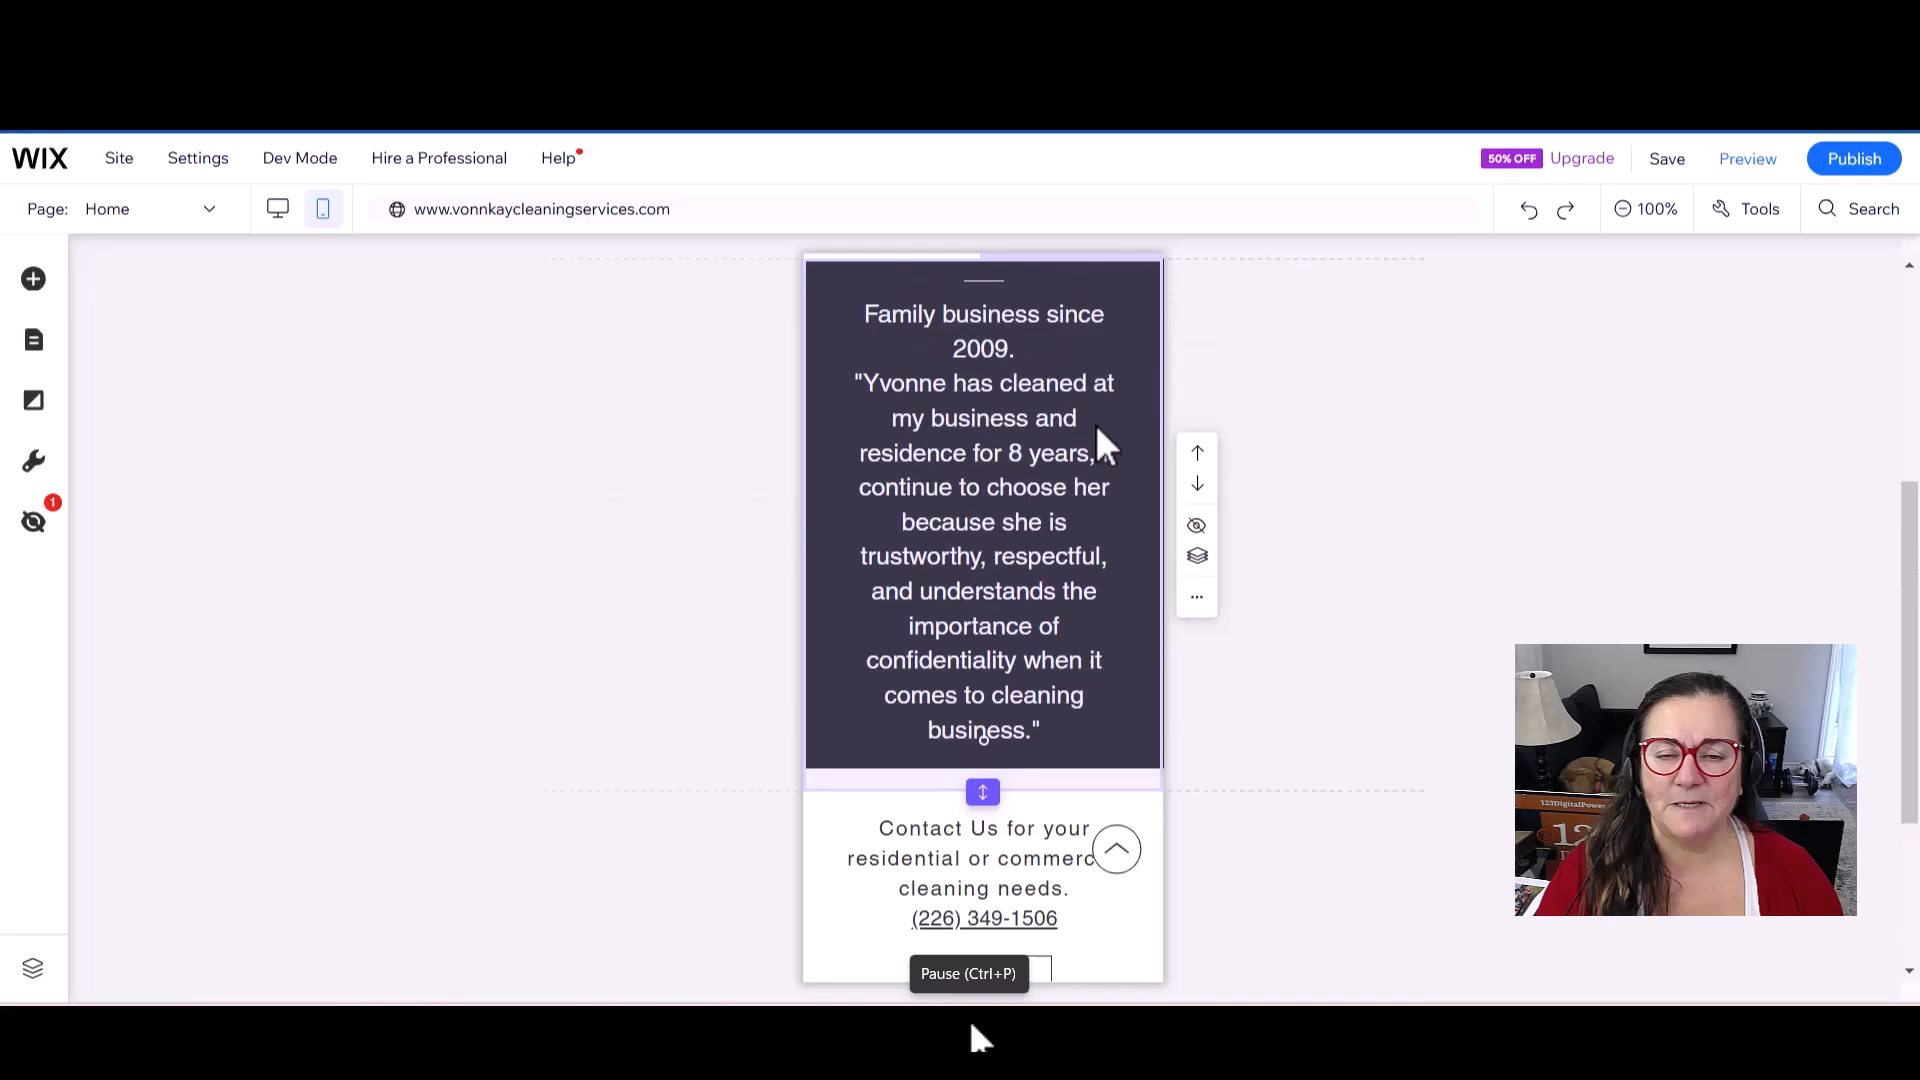 WIX
Site
Settings
Dev Mode
Hire a Professional
Help
50% OFF
Upgrade
Save
Preview
Publish
Page:
Home
www.vonnkaycleaningservices.com
100%
Tools
Search
1
Family business since
2009.
"Yvonne has cleaned at
my business and
residence for 8 years,
continue to choose her
because she is
trustworthy, respectful,
and understands the
importance of
confidentiality when it
comes to cleaning
business."
Contact Us for your
residential or commerc
cleaning needs.
(226) 349-1506
Pause (Ctrl+P)
123DigitalPower